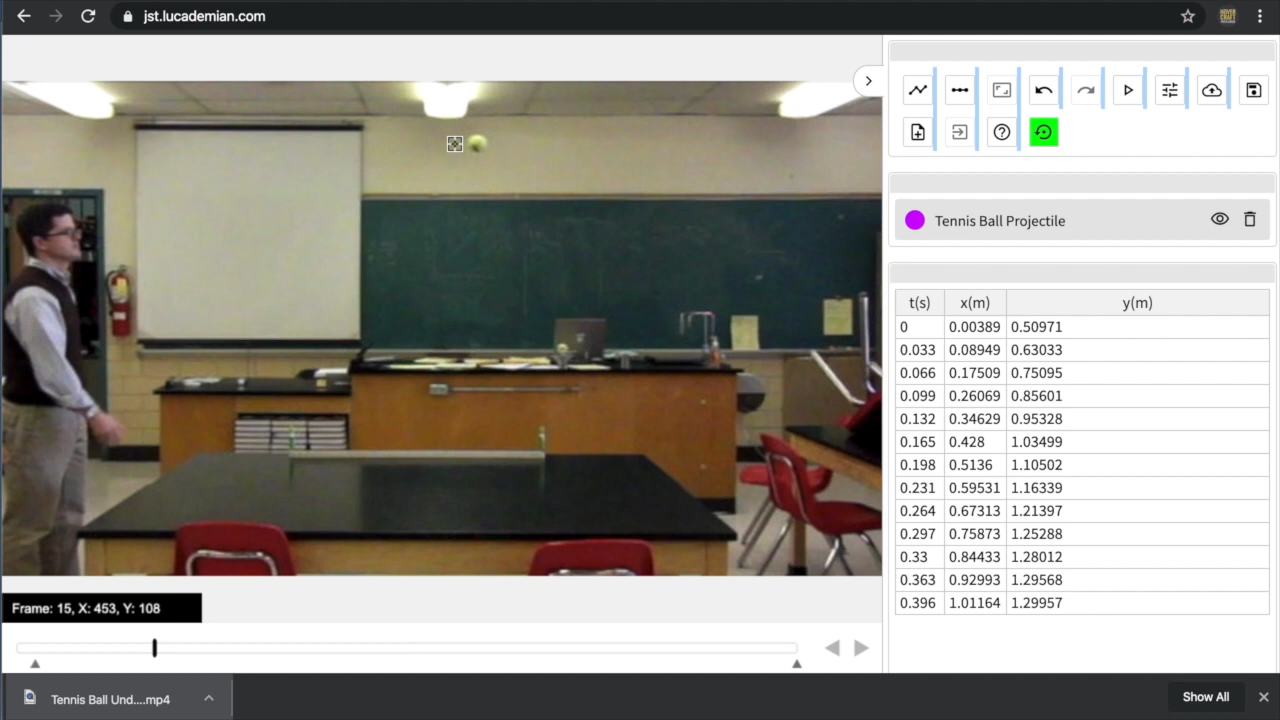 jst.lucademian.com
Tennis Ball Projectile
t(s) x(m) y(m)
0 0.00389 0.50971
0.033 0.08949 0.63033
0.066 0.17509 0.75095
0.099 0.26069 0.85601
0.132 0.34629 0.95328
0.165 0.428 1.03499
0.198 0.5136 1.10502
0.231 0.59531 1.16339
0.264 0.67313 1.21397
0.297 0.75873 1.25288
0.33 0.84433 1.28012
0.363 0.92993 1.29568
0.396 1.01164 1.29957
Frame: 15, X: 453, Y: 108
Tennis Ball Und....mp4
Show All